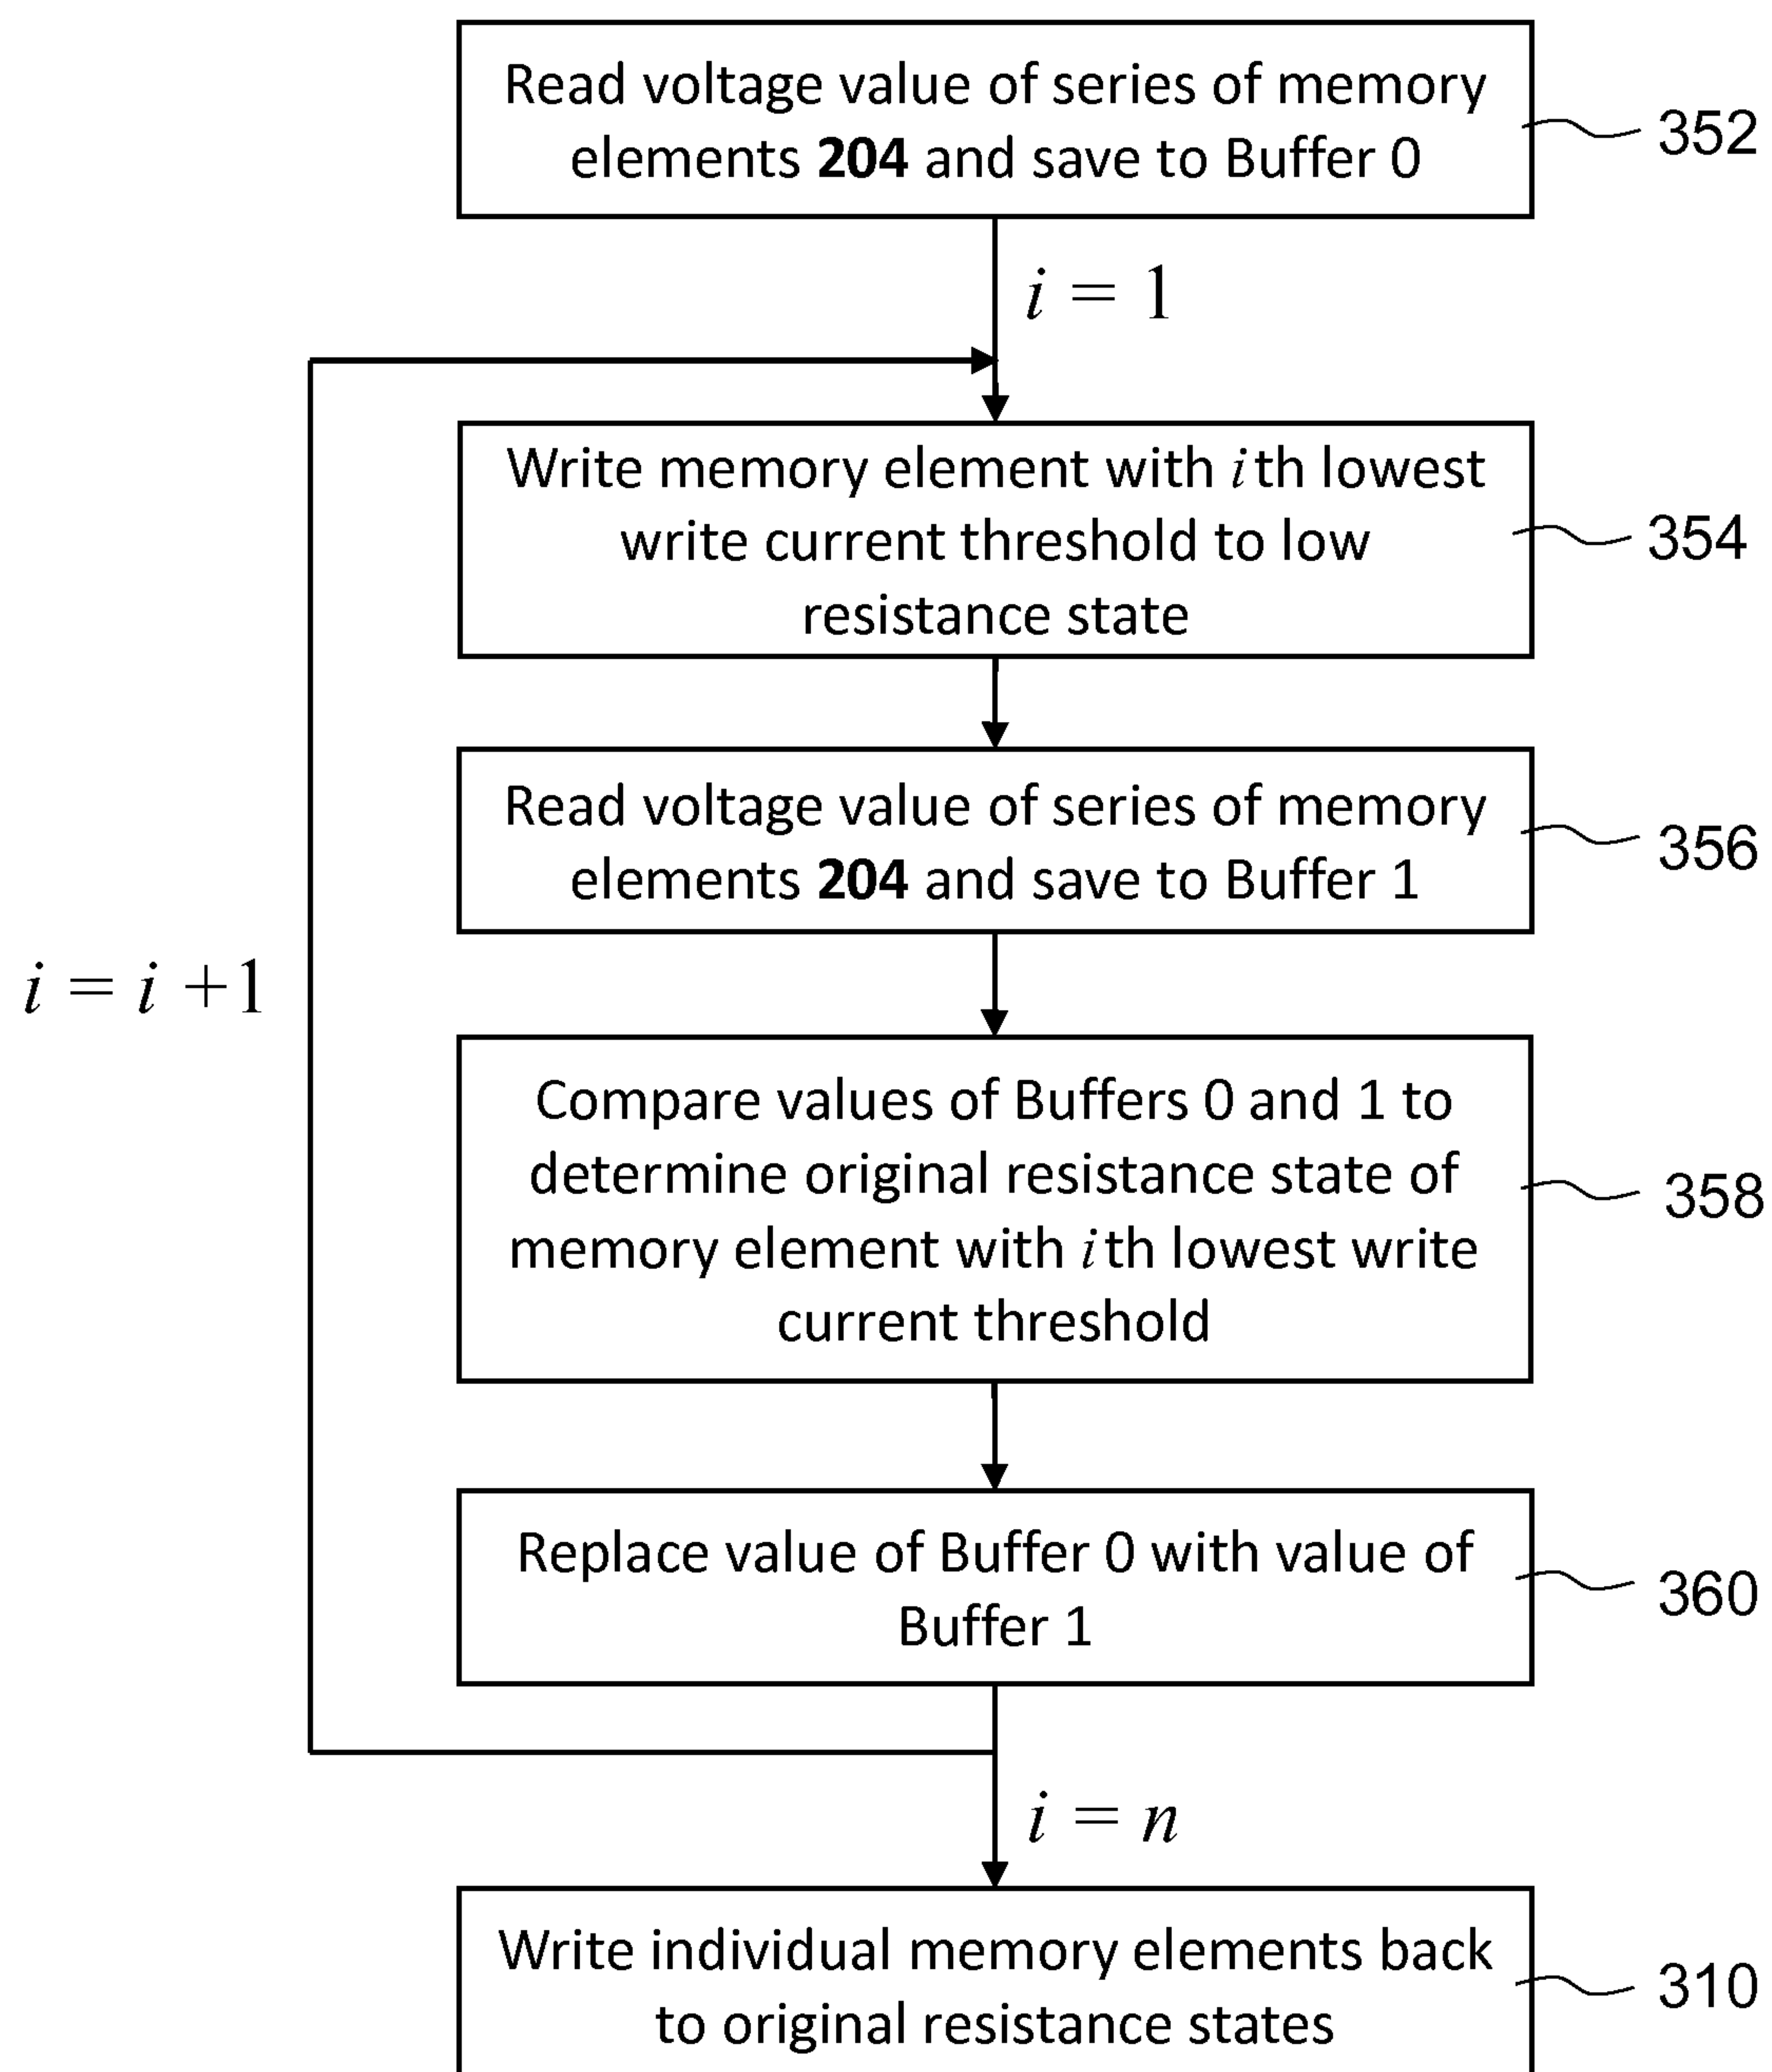 Read voltage value of series of memory
elements 204 and save to Buffer 0
352
i = 1
Write memory element with ith lowest
write current threshold to low
resistance state
354
Read voltage value of series of memory
elements 204 and save to Buffer 1
356
i = i +1
Compare values of Buffers 0 and 1 to
determine original resistance state of
memory element with ith lowest write
current threshold
358
Replace value of Buffer 0 with value of
Buffer 1
360
i = n
Write individual memory elements back
to original resistance states
310